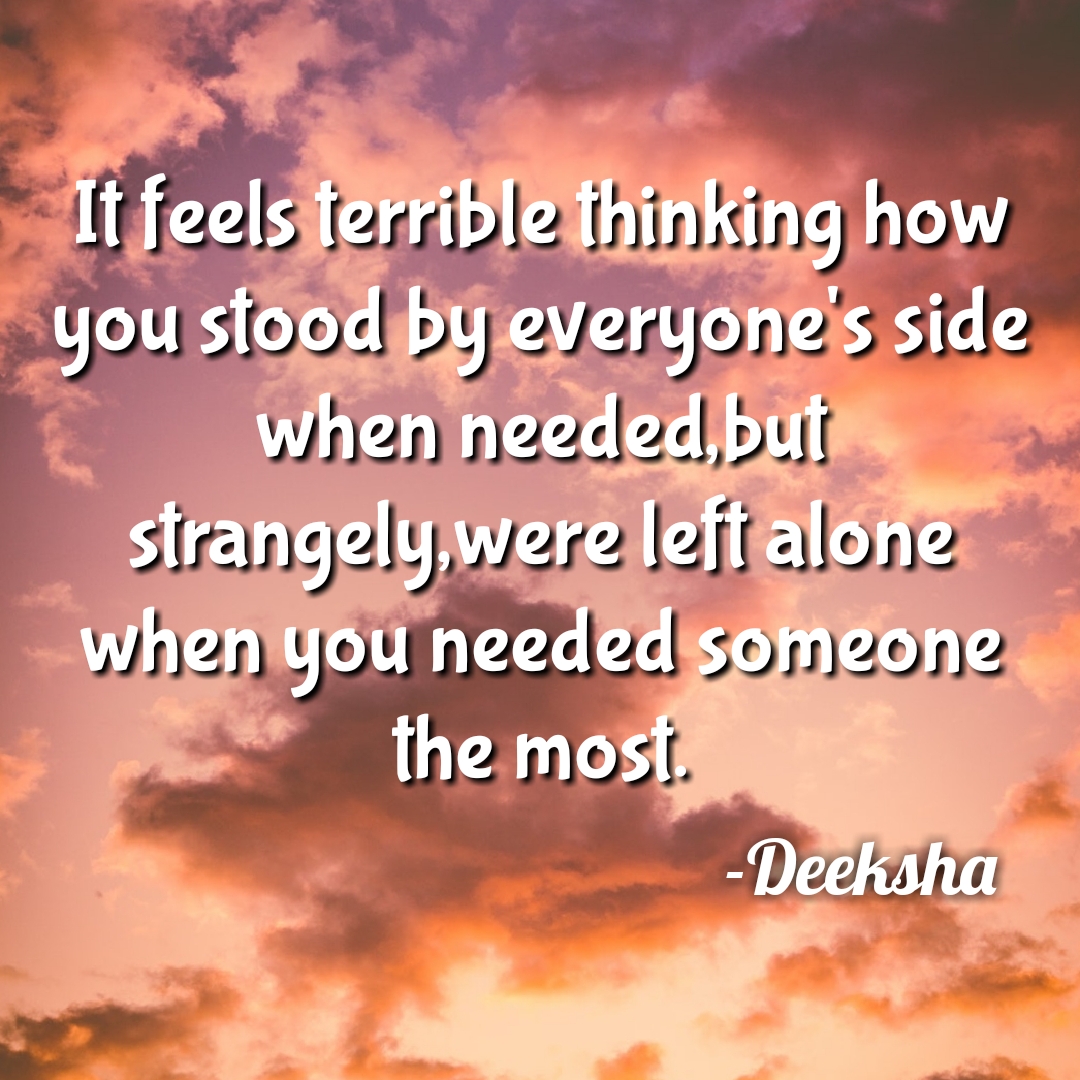 It feels terrible thinking how
you stood by everyone's side
when needed,but
strangely,were left alone
when you needed someone
the most.
-Deeksha